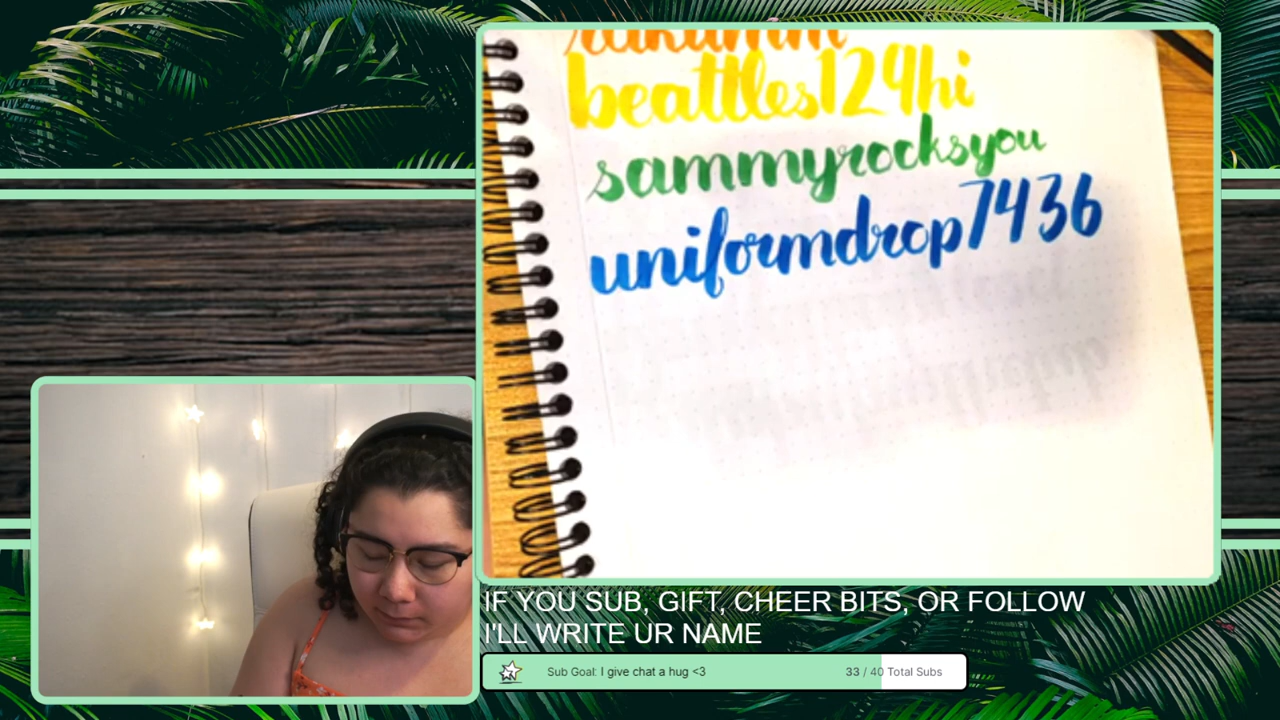 beattles124hi
sammyrocksyou
uniformdrop7436
IF YOU SUB, GIFT, CHEER BITS, OR FOLLOW
I'LL WRITE UR NAME
Sub Goal: I give chat a hug <3 33 / 40 Total Subs